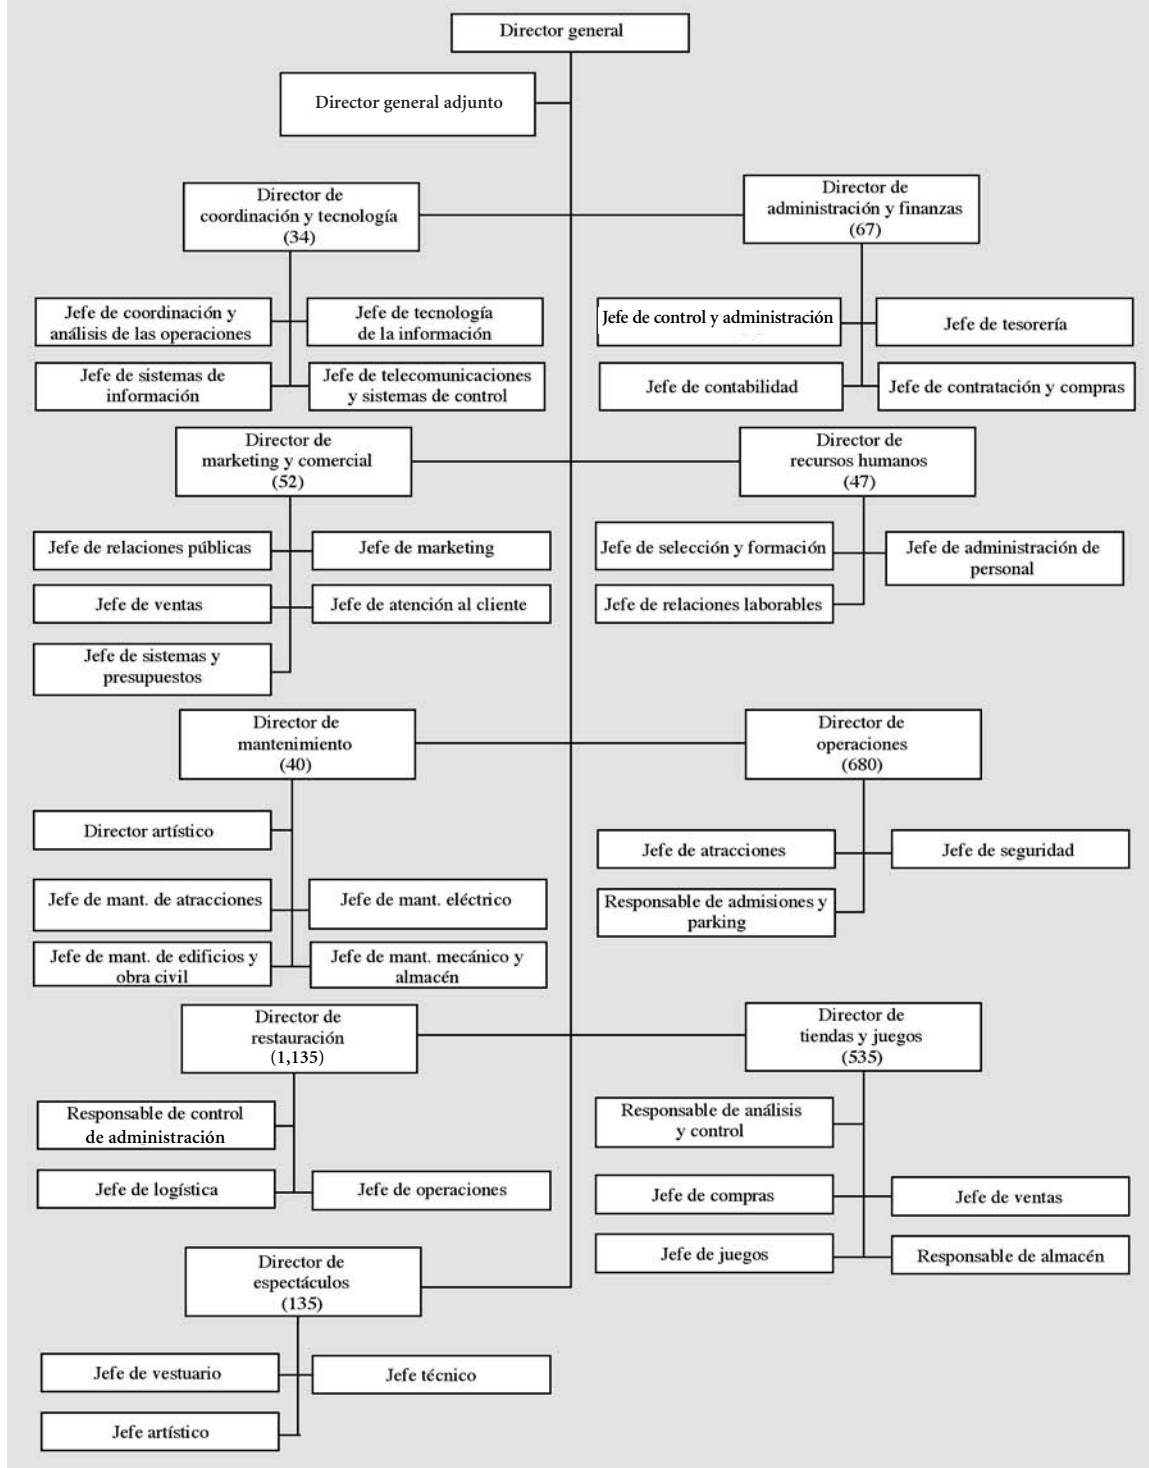 Director general
Director general adjunto
Director de
coordinación y tecnología
(34)
Director de
administración y finanzas
(67)
Jefe de coordinación y
análisis de las operaciones
Jefe de tecnología
de la información
Jefe de control y administración
Jefe de tesorería
Jefe de sistemas de
información
Jefe de telecomunicaciones
y sistemas de control
Jefe de contabilidad
Jefe de contratación y compras
Director de
marketing y comercial
(52)
Director de
recursos humanos
(47)
Jefe de relaciones públicas
Jefe de marketing
Jefe de selección y formación
Jefe de administración de
personal
Jefe de ventas
Jefe de atención al cliente
Jefe de relaciones laborables
Jefe de sistemas y
presupuestos
Director de
mantenimiento
(40)
Director de
operaciones
(680)
Director artístico
Jefe de atracciones
Jefe de seguridad
Jefe de mant. de atracciones
Jefe de mant. eléctrico
Responsable de admisiones y
parking
Jefe de mant. de edificios y
obra civil
Jefe de mant. mecánico y
almacén
Director de
restauración
(1,135)
Director de
tiendas y juegos
(535)
Responsable de control
de administración
Responsable de análisis
y control
Jefe de logística
Jefe de operaciones
Jefe de compras
Jefe de ventas
Jefe de juegos
Responsable de almacén
Director de
espectáculos
(135)
Jefe de vestuario
Jefe técnico
Jefe artístico